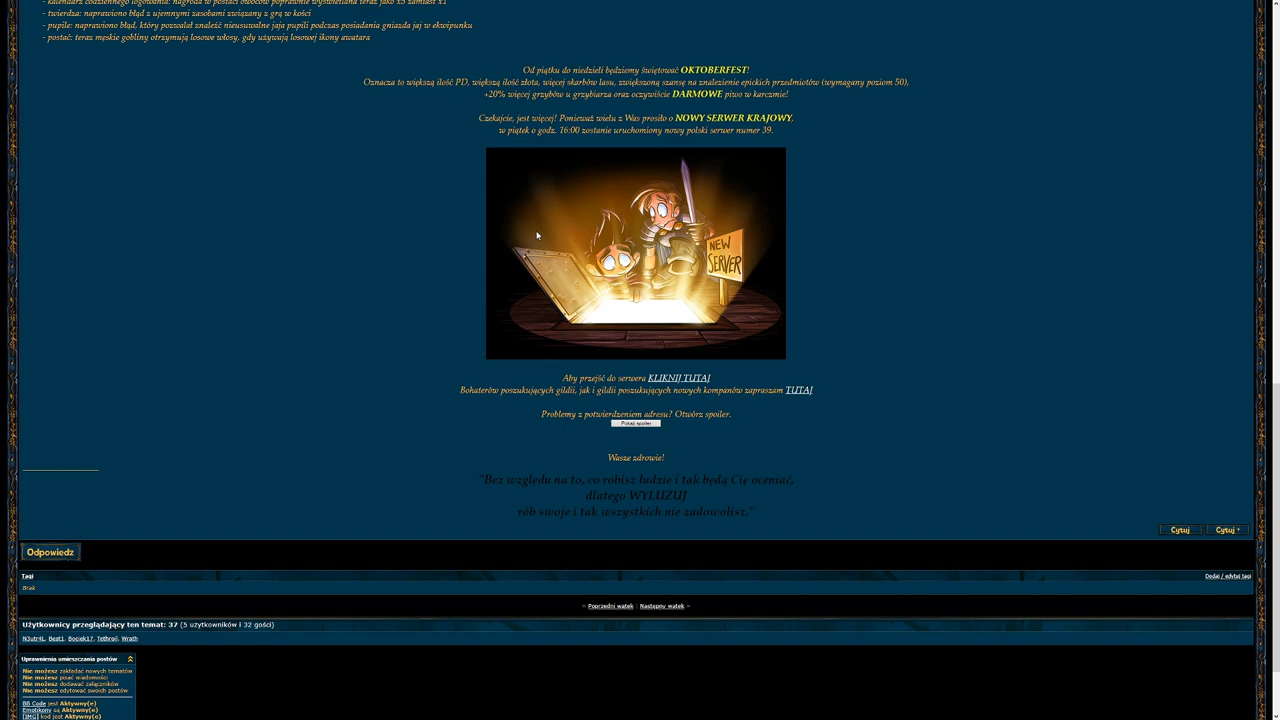 - kalendarz codziennego logowania: nagroda w postaci owoców poprawnie wyświetlana teraz jako x5 zamiast x1
- twierdza: naprawiono błąd z ujemnymi zasobami związany z grą w kości
- pupile: naprawiono błąd, który pozwalał znaleźć nieusuwalne jaja pupili podczas posiadania gniazda jaj w ekwipunku
- postać: teraz męskie gobliny otrzymują losowe włosy, gdy używają losowej ikony awatara
Od piątku do niedzieli będziemy świętować OKTOBERFEST!
Oznacza to większą ilość PD, większą ilość złota, więcej skarbów lasu, zwiększoną szansę na znalezienie epickich przedmiotów (wymagany poziom 50),
+20% więcej grzybów u grzybiarza oraz oczywiście DARMOWE piwo w karczmie!
Czekajcie, jest więcej! Ponieważ wielu z Was prosiło o NOWY SERWER KRAJOWY,
w piątek o godz. 16:00 zostanie uruchomiony nowy polski serwer numer 39.
NEW
SERVER
Aby przejść do serwera KLIKNIJ TUTAJ
Bohaterów poszukujących gildii, jak i gildii poszukujących nowych kompanów zapraszam TUTAJ
Problemy z potwierdzeniem adresu? Otwórz spoiler.
Pokaż spoiler
Wasze zdrowie!
"Bez względu na to, co robisz ludzie i tak będą Cię oceniać,
dlatego WYLUZUJ
rób swoje i tak wszystkich nie zadowolisz."
Cytuj Cytuj +
Odpowiedz
Tagi Dodaj / edytuj tagi
Brak
« Poprzedni wątek | Następny wątek »
Użytkownicy przeglądający ten temat: 37 (5 użytkowników i 32 gości)
N3utr4L, Beat1, Bociek17, Tethroil, Wrath
Uprawnienia umieszczania postów
Nie możesz zakładać nowych tematów
Nie możesz pisać wiadomości
Nie możesz dodawać załączników
Nie możesz edytować swoich postów
BB Code jest Aktywny(e)
Emotikony są Aktywny(e)
[IMG] kod jest Aktywny(e)